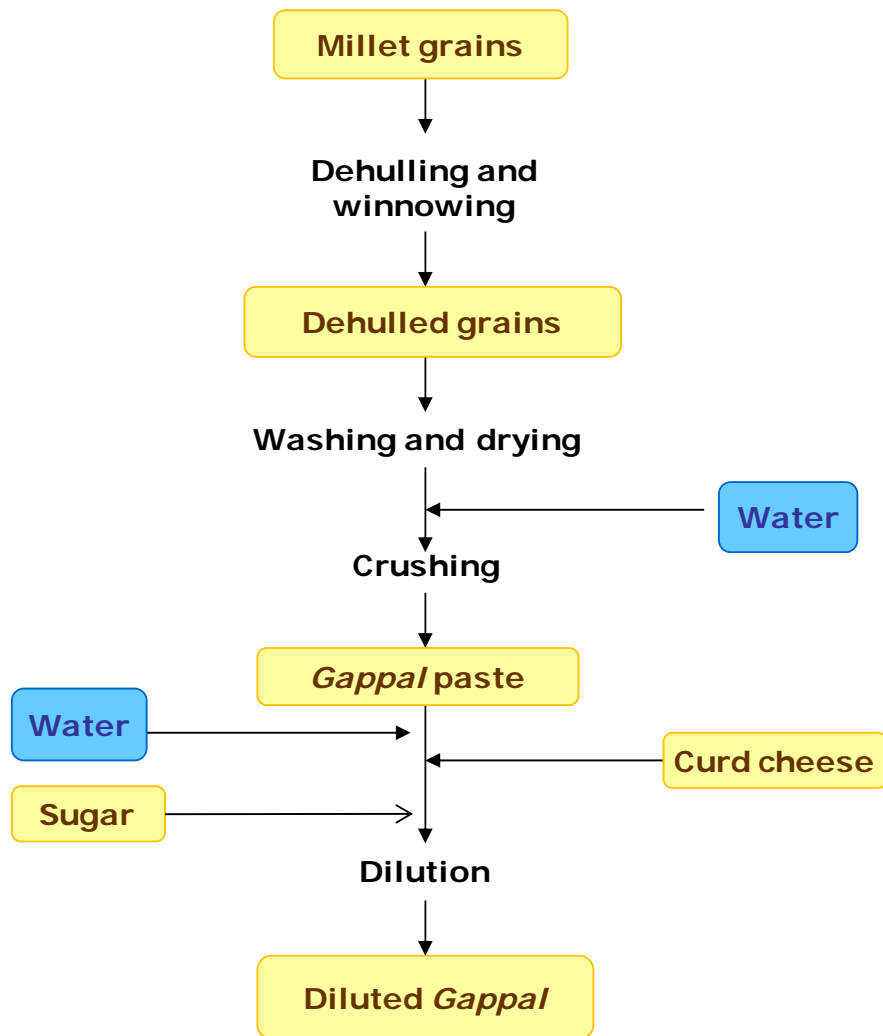 Millet grains
Dehulling and
winnowing
Dehulled grains
Washing and drying
Water
Crushing
Gappal paste
Water
Curd cheese
Sugar
Dilution
Diluted Gappal